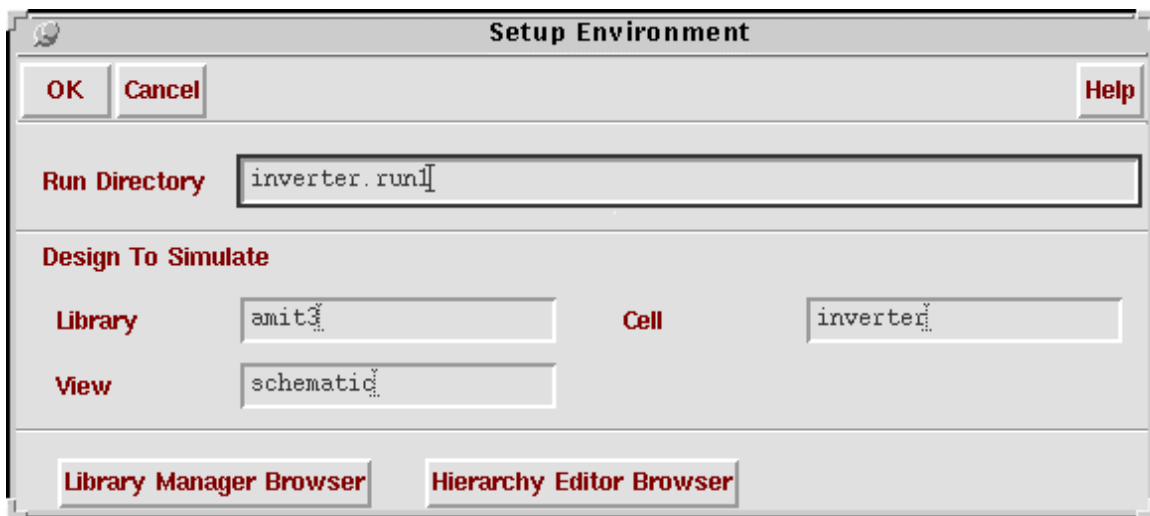 Setup Environment
OK Cancel Help
Run Directory inverter.run1
Design To Simulate
Library amit3 Cell inverter
View schematic
Library Manager Browser Hierarchy Editor Browser